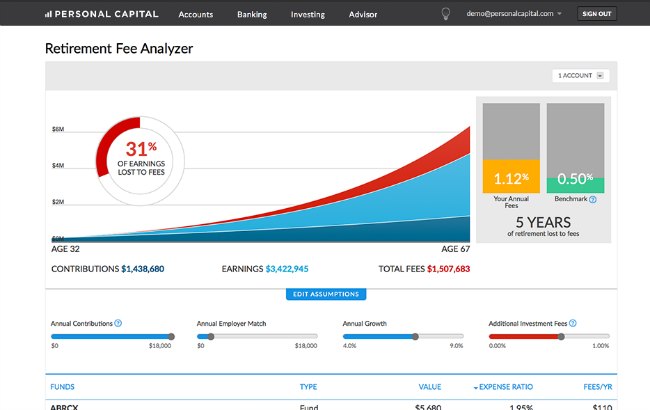 PERSONAL CAPITAL Accounts Banking Investing Advisor demo@personalcapital.com SIGN OUT
Retirement Fee Analyzer
1 ACCOUNT
$6M
$4M
$2M
$0M
31%
OF EARNINGS
LOST TO FEES
AGE 32 AGE 67
1.12% 0.50%
Your Annual Fees
Benchmark ?
5 YEARS
of retirement lost to fees
CONTRIBUTIONS $1,438,680 EARNINGS $3,422,945 TOTAL FEES $1,507,683
EDIT ASSUMPTIONS
Annual Contributions ? Annual Employer Match Annual Growth Additional Investment Fees ?
$0 $18,000 $0 $18,000 4.0% 9.0% 0.00% 1.00%
FUNDS TYPE VALUE EXPENSE RATIO FEES/YR
ABRCX Fund $5,680 1.95% $110